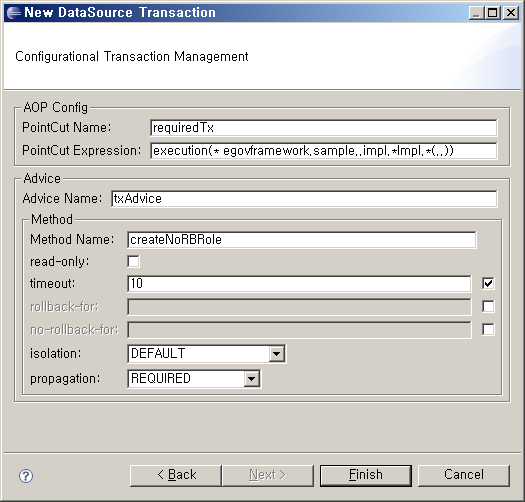 New DataSource Transaction
Configurational Transaction Management
AOP Config
PointCut Name: requiredTx
PointCut Expression: execution(* egovframework.sample..impl.*Impl.*(..))
Advice
Advice Name: txAdvice
Method
Method Name: createNoRBRole
read-only:
timeout: 10
rollback-for:
no-rollback-for:
isolation: DEFAULT
propagation: REQUIRED
? < Back Next > Finish Cancel